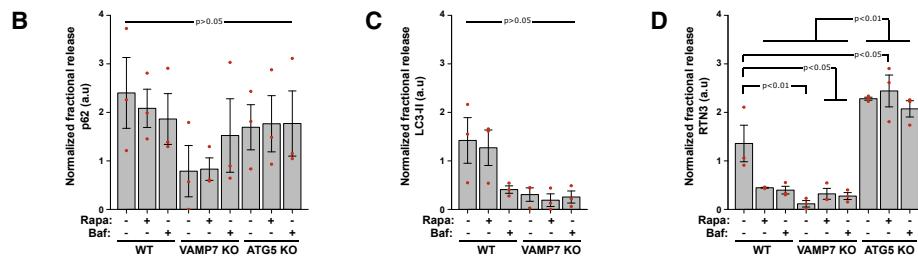 B
p>0.05
Normalized fractional release
p62 (a.u)
4
3
2
1
0
Rapa: - + - - + - - + -
Baf: - - + - - + - - +
WT VAMP7 KO ATG5 KO
C
p>0.05
Normalized fractional release
LC3-II (a.u)
4
3
2
1
0
Rapa: - + - - + -
Baf: - - + - - +
WT VAMP7 KO
D
p<0.01
p<0.05
p<0.05
p<0.01
Normalized fractional release
RTN3 (a.u)
4
3
2
1
0
Rapa: - + - - + - - + -
Baf: - - + - - + - - +
WT VAMP7 KO ATG5 KO